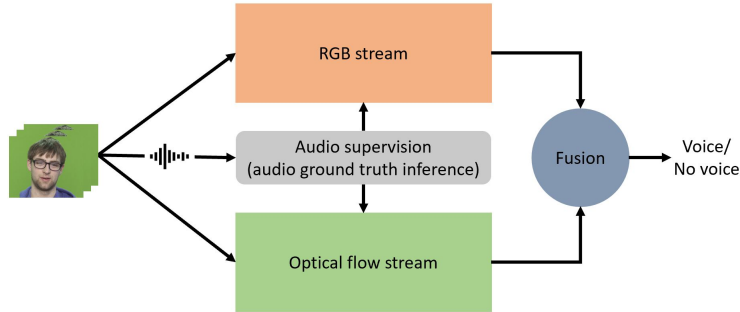 RGB stream
Audio supervision
(audio ground truth inference)
Optical flow stream
Fusion
Voice/
No voice